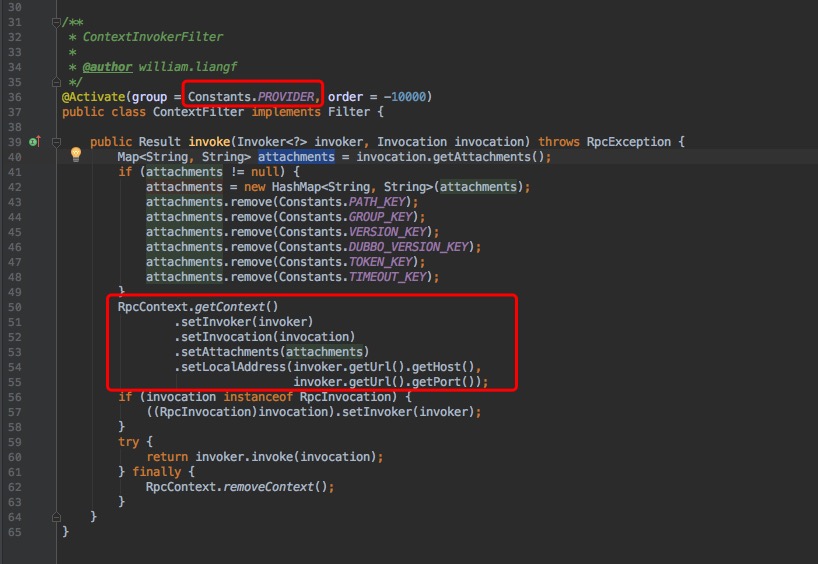 30
31 /**
32  * ContextInvokerFilter
33  *
34  * @author william.liangf
35  */
36 @Activate(group = Constants.PROVIDER, order = -10000)
37 public class ContextFilter implements Filter {
38
39     public Result invoke(Invoker<?> invoker, Invocation invocation) throws RpcException {
40         Map<String, String> attachments = invocation.getAttachments();
41         if (attachments != null) {
42             attachments = new HashMap<String, String>(attachments);
43             attachments.remove(Constants.PATH_KEY);
44             attachments.remove(Constants.GROUP_KEY);
45             attachments.remove(Constants.VERSION_KEY);
46             attachments.remove(Constants.DUBBO_VERSION_KEY);
47             attachments.remove(Constants.TOKEN_KEY);
48             attachments.remove(Constants.TIMEOUT_KEY);
49         }
50         RpcContext.getContext()
51                 .setInvoker(invoker)
52                 .setInvocation(invocation)
53                 .setAttachments(attachments)
54                 .setLocalAddress(invoker.getUrl().getHost(),
55                                  invoker.getUrl().getPort());
56         if (invocation instanceof RpcInvocation) {
57             ((RpcInvocation)invocation).setInvoker(invoker);
58         }
59         try {
60             return invoker.invoke(invocation);
61         } finally {
62             RpcContext.removeContext();
63         }
64     }
65 }